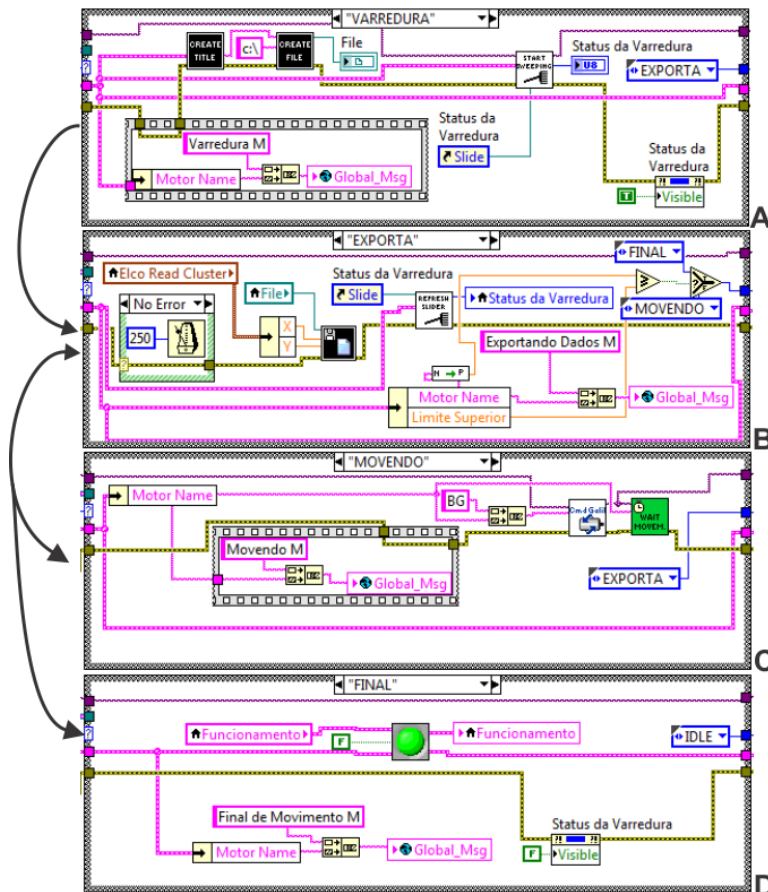 "VARREDURA"
CREATE TITLE
c:\
CREATE FILE
File
START SWEEPING
Status da Varredura
U8
EXPORTA
Status da
Varredura
Slide
Varredura M
Motor Name
Global_Msg
Status da
Varredura
T
Visible
A
"EXPORTA"
FINAL
Elco Read Cluster
Status da Varredura
File
Slide
REFRESH SLIDER
Status da Varredura
No Error
250
X
Y
MOVENDO
Exportando Dados M
N → P
Motor Name
Limite Superior
Global_Msg
B
"MOVENDO"
Motor Name
BG
Cmd Galil
WAIT MOVEM.
Movendo M
Global_Msg
EXPORTA
C
"FINAL"
Funcionamento
F
Funcionamento
IDLE
Final de Movimento M
Motor Name
Global_Msg
Status da Varredura
F
Visible
D